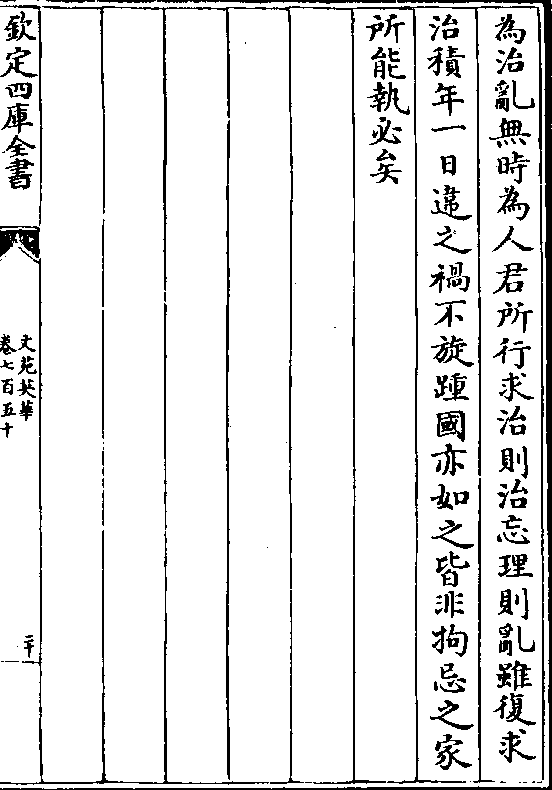 為治亂無時為人君所行求治則治忘理則亂雖復求
治積年一日違之禍不旋踵國亦如之皆非拘忌之家
所能執必矣
欽定四庫全書
文苑英華
卷七百五十
二十